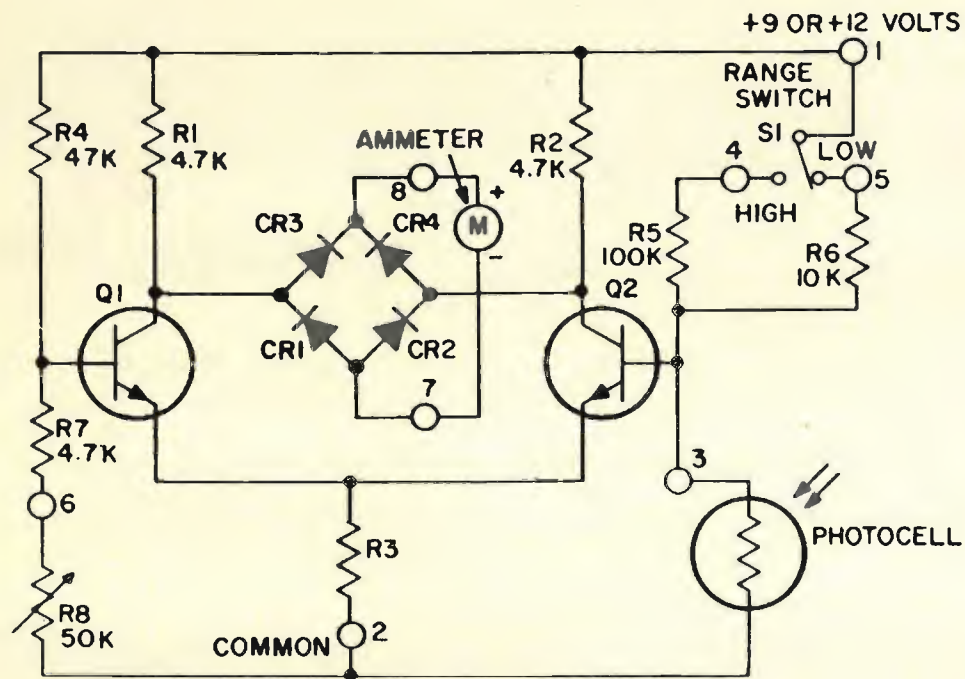 +9 OR +12 VOLTS
1
RANGE
SWITCH
S1
LOW
4
5
HIGH
R4
47K
R1
4.7K
AMMETER
8
R2
4.7K
+
M
-
CR3
CR4
R5
100K
R6
10K
Q1
Q2
CR1
CR2
7
R7
4.7K
6
3
R3
PHOTOCELL
R8
50K
COMMON
2